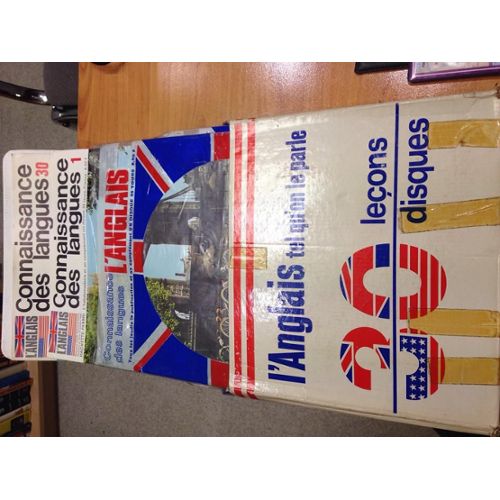 Connaissance
des langues 30
L'ANGLAIS
Connaissance
des langues 1
L'ANGLAIS
Connaissance
des langues
L'ANGLAIS
l'Anglais tel qu'on le parle
30 leçons
disques